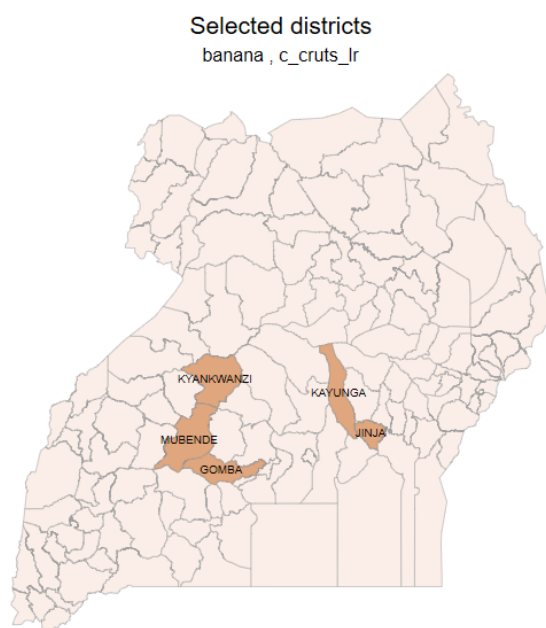 Selected districts
banana , c_cruts_lr
KYANKWANZI
KAYUNGA
JINJA
MUBENDE
GOMBA